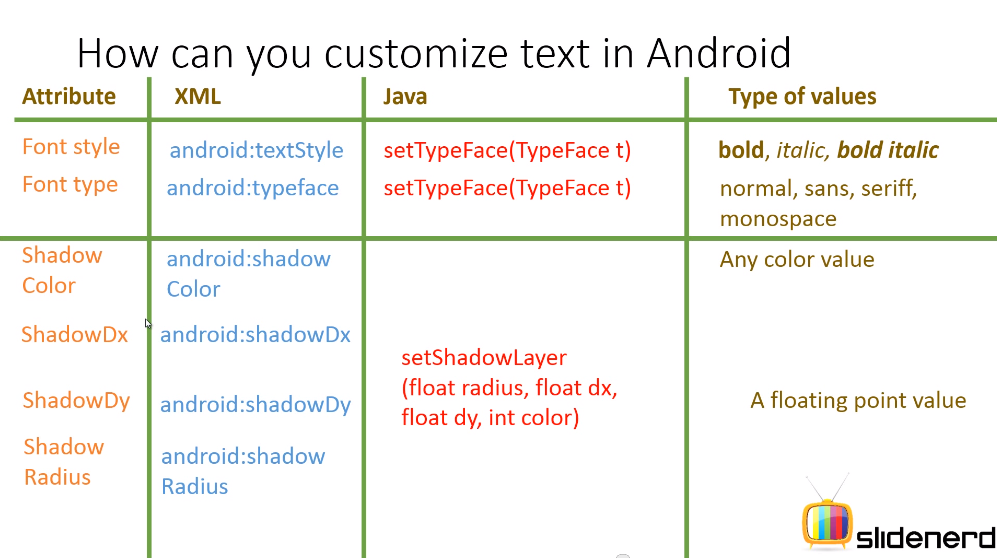 How can you customize text in Android
Attribute XML Java Type of values
Font style android:textStyle setTypeFace(TypeFace t) bold, italic, bold italic
Font type android:typeface setTypeFace(TypeFace t) normal, sans, seriff,
monospace
Shadow
Color
android:shadow
Color
Any color value
ShadowDx android:shadowDx
setShadowLayer
(float radius, float dx,
float dy, int color)
ShadowDy android:shadowDy
A floating point value
Shadow
Radius
android:shadow
Radius
slidenerd